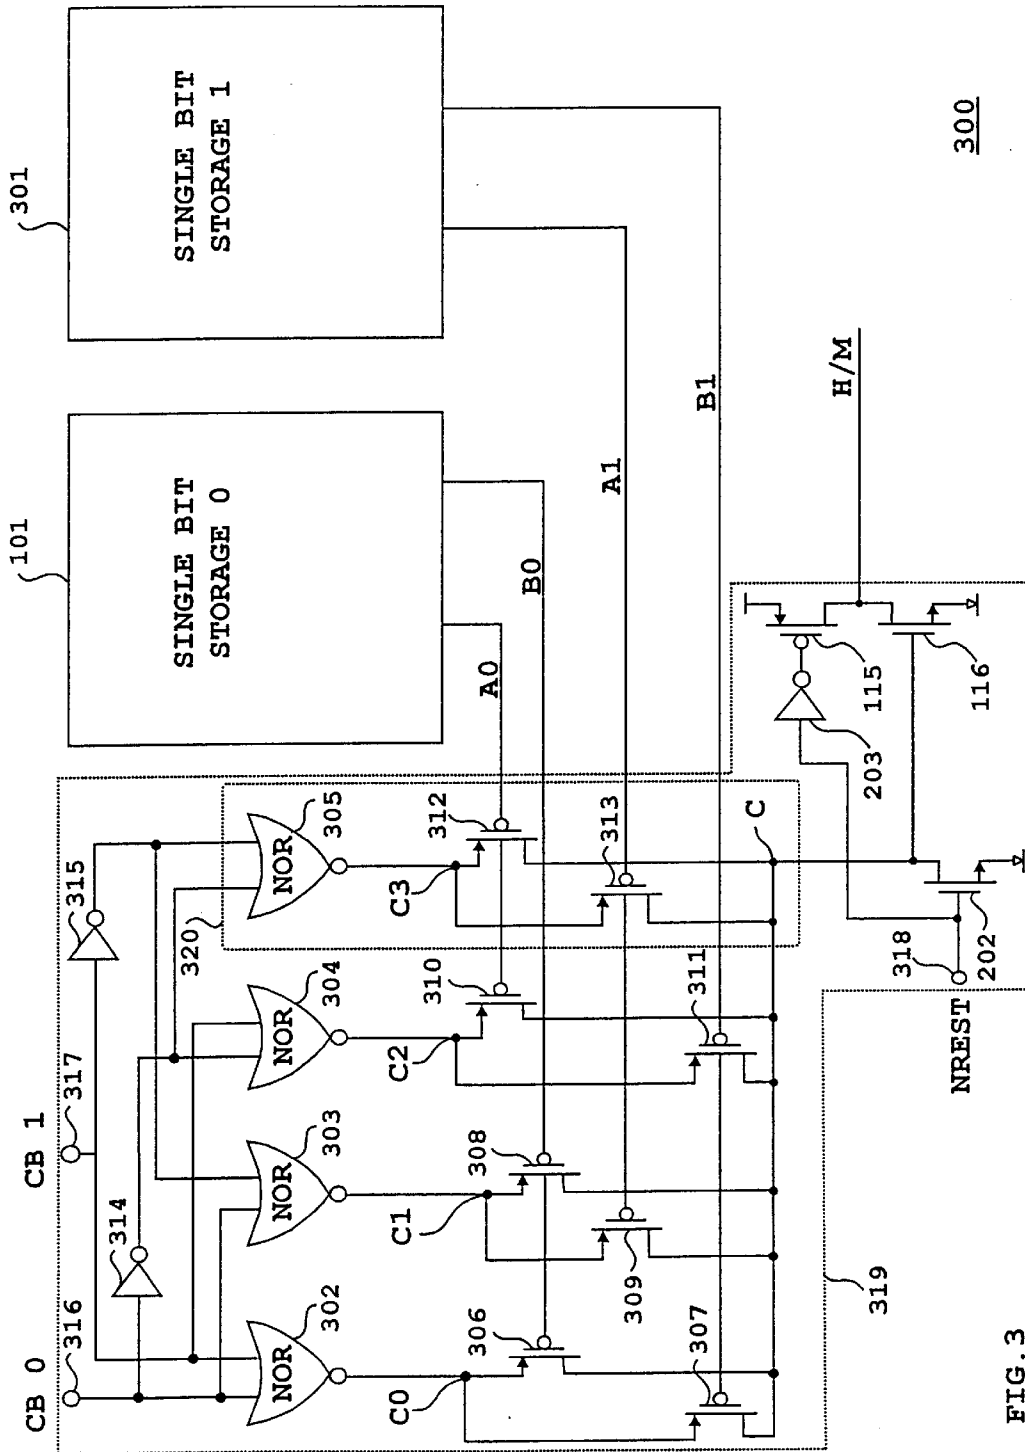 FIG.3
300
CB 0
CB 1
316
317
314
315
320
NOR
302
NOR
303
NOR
304
NOR
305
C0
C1
C2
C3
306
307
308
309
310
311
312
313
C
101
SINGLE BIT
STORAGE 0
301
SINGLE BIT
STORAGE 1
A0
B0
A1
B1
H/M
115
116
203
202
318
NREST
319